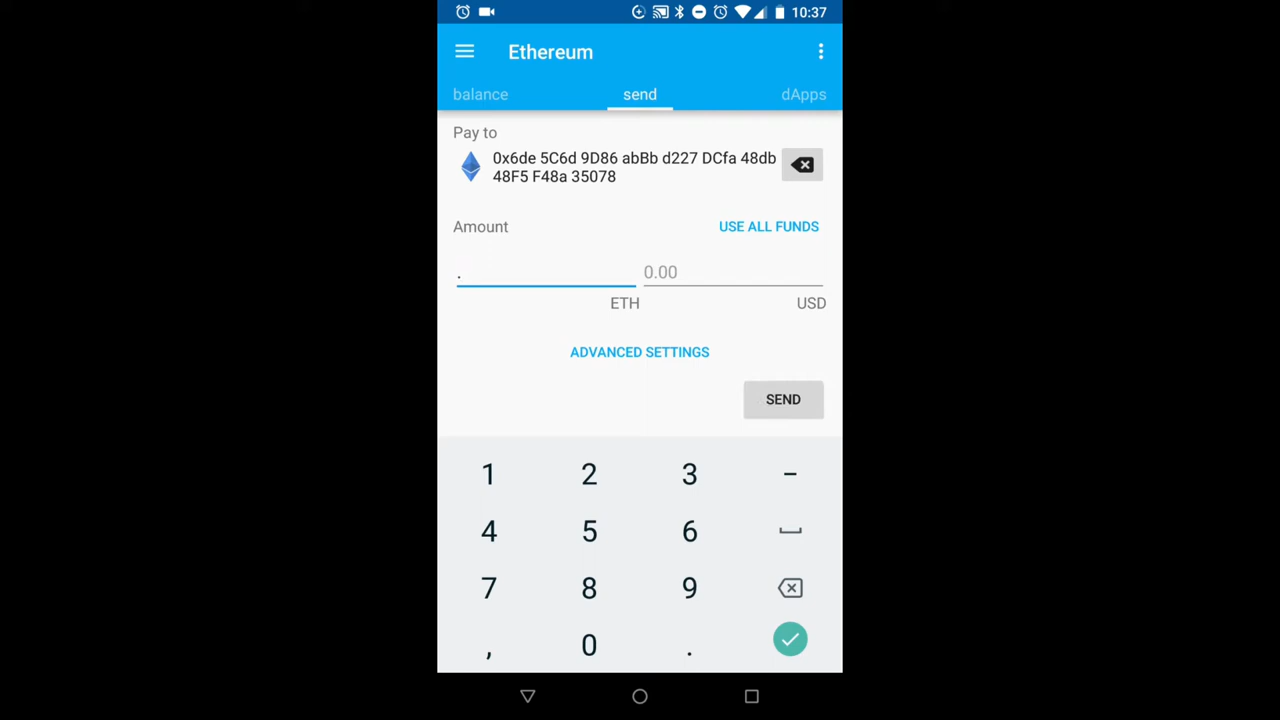 10:37
Ethereum
balance send dApps
Pay to
0x6de 5C6d 9D86 abBb d227 DCfa 48db
48F5 F48a 35078
Amount USE ALL FUNDS
. 0.00
ETH USD
ADVANCED SETTINGS
SEND
1 2 3 -
4 5 6
7 8 9
, 0 .